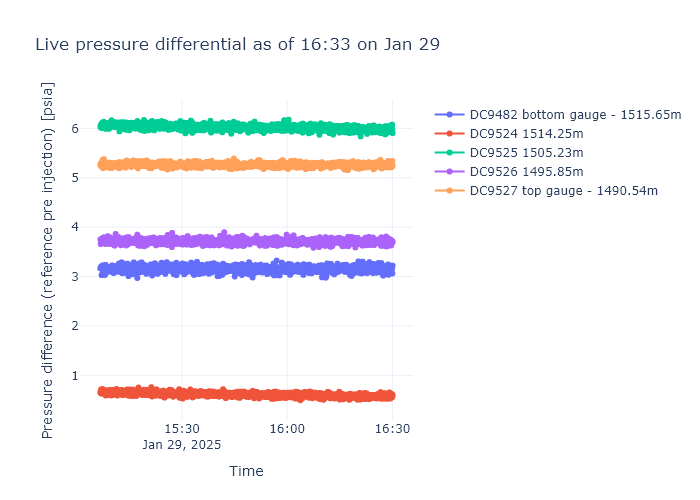 Live pressure differential as of 16:33 on Jan 29
Pressure difference (reference pre injection) [psia]
6
5
4
3
2
1
15:30
Jan 29, 2025
16:00
16:30
Time
DC9482 bottom gauge - 1515.65m
DC9524 1514.25m
DC9525 1505.23m
DC9526 1495.85m
DC9527 top gauge - 1490.54m